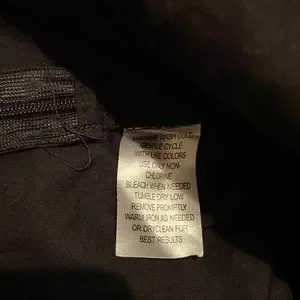 MACHINE WASH COLD
GENTLE CYCLE
WITH LIKE COLORS
USE ONLY NON-
CHLORINE
BLEACH WHEN NEEDED
TUMBLE DRY LOW
REMOVE PROMPTLY
WARM IRON AS NEEDED
OR DRYCLEAN FOR
BEST RESULTS